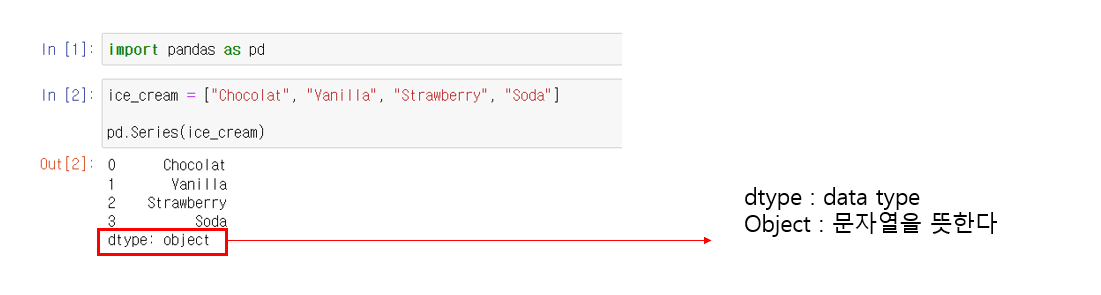 In [1]: import pandas as pd
In [2]: ice_cream = ["Chocolat", "Vanilla", "Strawberry", "Soda"]
pd.Series(ice_cream)
Out[2]: 0 Chocolat
1 Vanilla
2 Strawberry
3 Soda
dtype: object
dtype : data type
Object : 문자열을 뜻한다